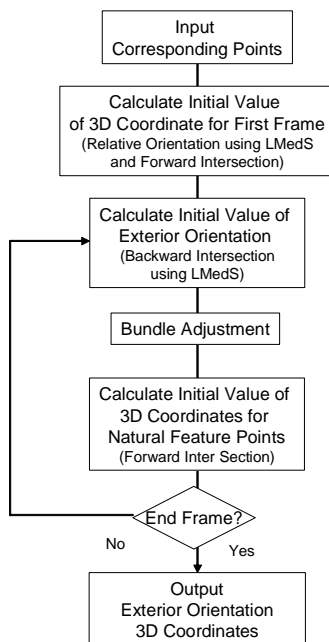 Input
Corresponding Points
Calculate Initial Value
of 3D Coordinate for First Frame
(Relative Orientation using LMedS
and Forward Intersection)
Calculate Initial Value of
Exterior Orientation
(Backward Intersection
using LMedS)
Bundle Adjustment
Calculate Initial Value of
3D Coordinates for
Natural Feature Points
(Forward Inter Section)
End Frame?
No
Yes
Output
Exterior Orientation
3D Coordinates